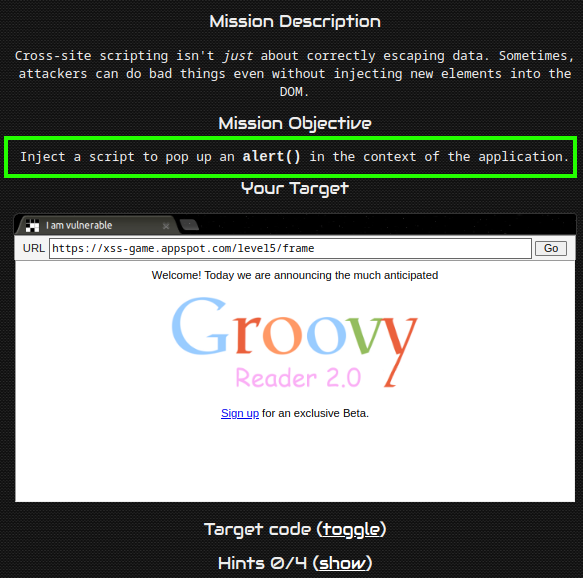 Mission Description
Cross-site scripting isn't just about correctly escaping data. Sometimes,
attackers can do bad things even without injecting new elements into the
DOM.
Mission Objective
Inject a script to pop up an alert() in the context of the application.
Your Target
I am vulnerable
URL https://xss-game.appspot.com/level5/frame Go
Welcome! Today we are announcing the much anticipated
Groovy
Reader 2.0
Sign up for an exclusive Beta.
Target code (toggle)
Hints 0/4 (show)